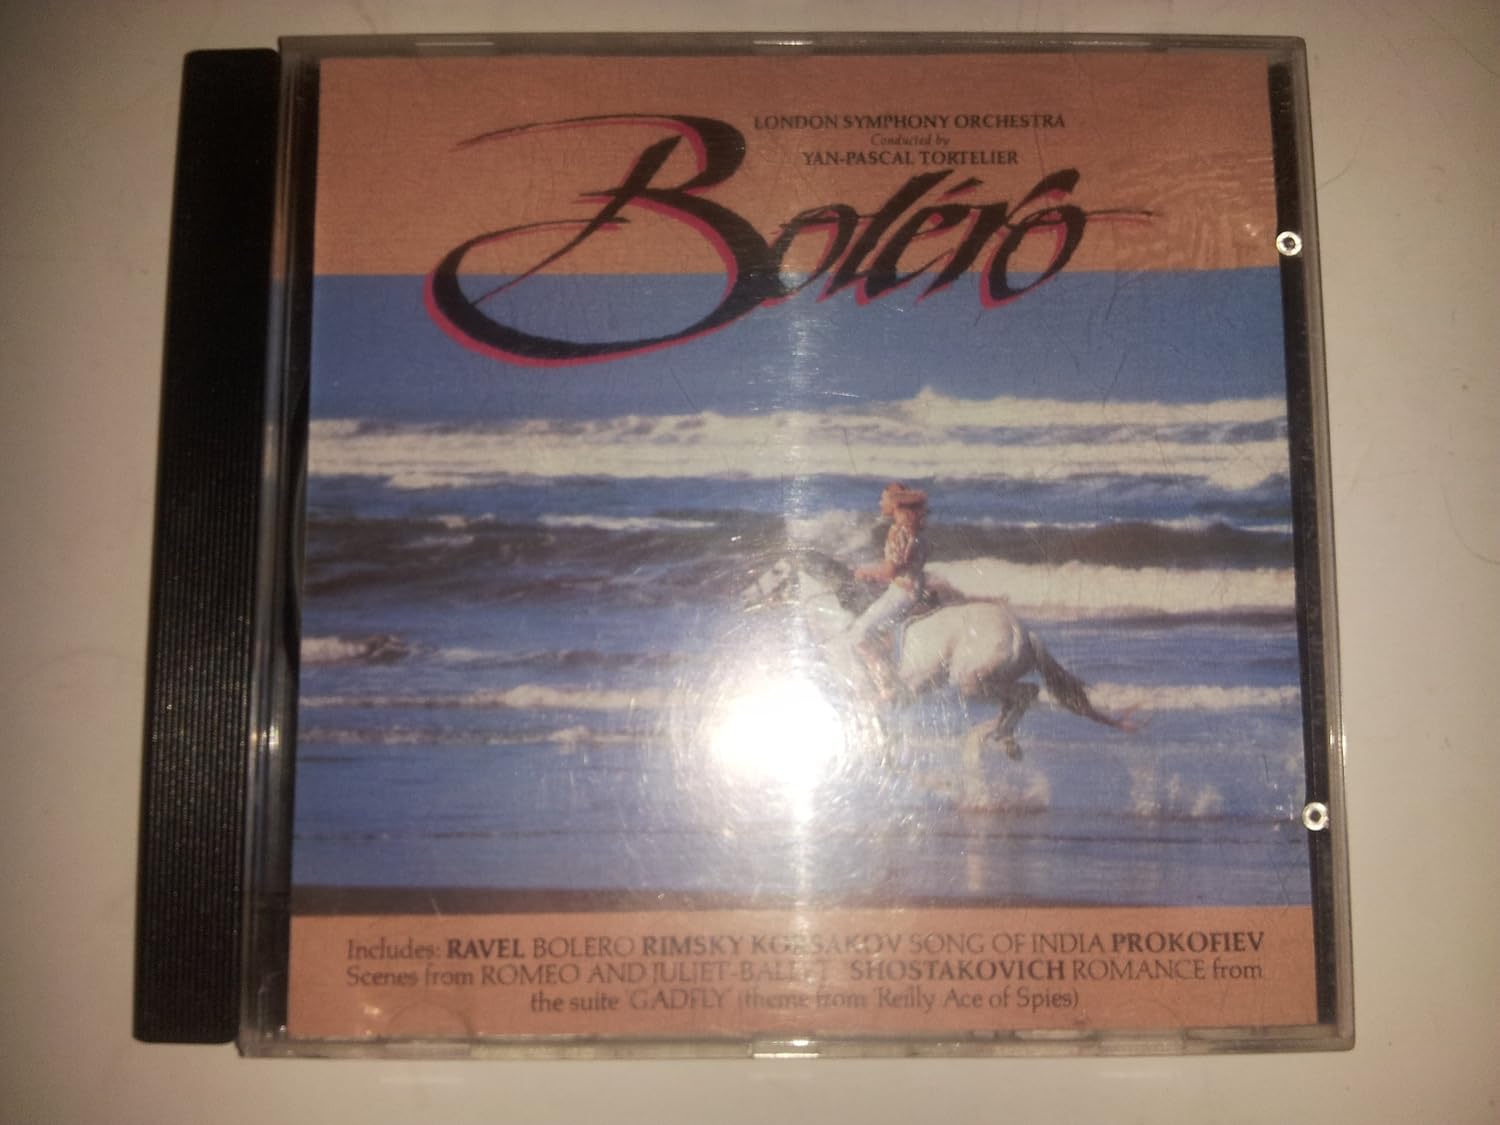 LONDON SYMPHONY ORCHESTRA
Conducted by
YAN-PASCAL TORTELIER
Boléro
Includes: RAVEL BOLERO RIMSKY KORSAKOV SONG OF INDIA PROKOFIEV
Scenes from ROMEO AND JULIET-BALLET SHOSTAKOVICH ROMANCE from
the suite 'GADFLY' (theme from 'Reilly Ace of Spies)